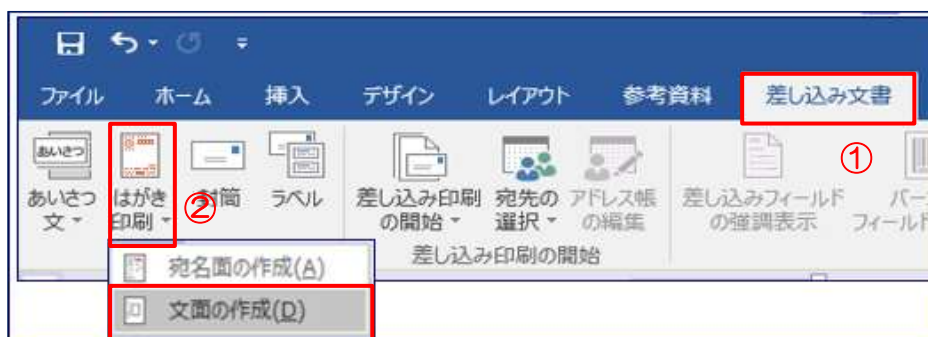 ファイル ホーム 挿入 デザイン レイアウト 参考資料 差し込み文書
あいさつ
あいさつ文 はがき印刷 ② 封筒 ラベル 差し込み印刷の開始 宛先の選択 アドレス帳の編集 差し込みフィールドの強調表示 ①
差し込み印刷の開始
宛名面の作成(A)
文面の作成(D)